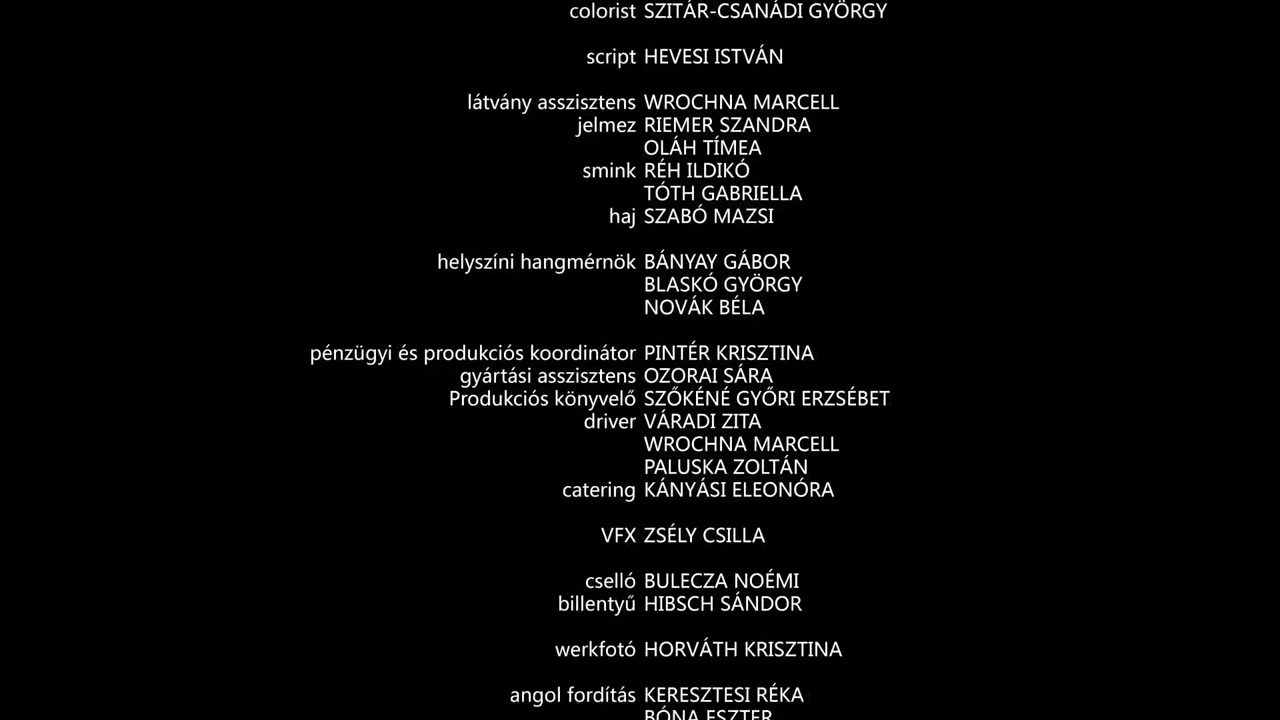 colorist SZITÁR-CSANÁDI GYÖRGY
script HEVESI ISTVÁN
látvány asszisztens WROCHNA MARCELL
jelmez RIEMER SZANDRA
OLÁH TÍMEA
smink RÉH ILDIKÓ
TÓTH GABRIELLA
haj SZABÓ MAZSI
helyszíni hangmérnök BÁNYAY GÁBOR
BLASKÓ GYÖRGY
NOVÁK BÉLA
pénzügyi és produkciós koordinátor PINTÉR KRISZTINA
gyártási asszisztens OZORAI SÁRA
Produkciós könyvelő SZŐKÉNÉ GYŐRI ERZSÉBET
driver VÁRADI ZITA
WROCHNA MARCELL
PALUSKA ZOLTÁN
catering KÁNYÁSI ELEONÓRA
VFX ZSÉLY CSILLA
cselló BULECZA NOÉMI
billentyű HIBSCH SÁNDOR
werkfotó HORVÁTH KRISZTINA
angol fordítás KERESZTESI RÉKA
BÓNA ESZTER